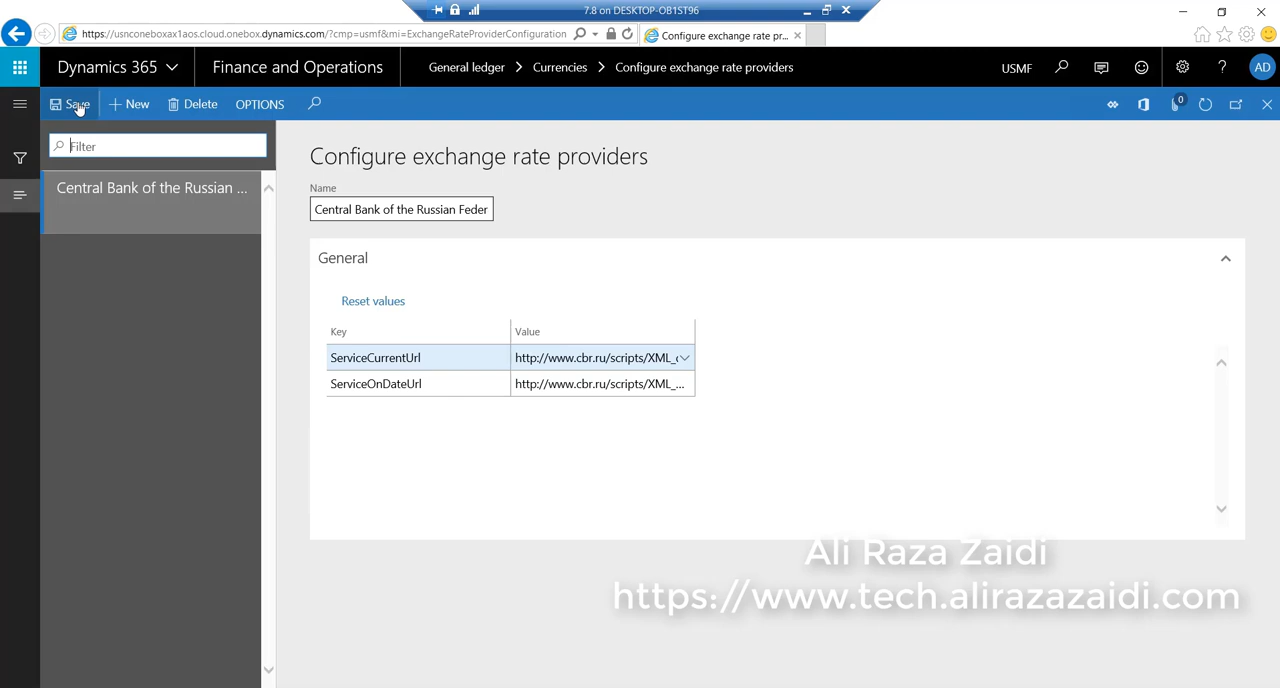 7.8 on DESKTOP-OB1ST96
https://usnconeboxax1aos.cloud.onebox.dynamics.com/?cmp=usmf&mi=ExchangeRateProviderConfiguration
Configure exchange rate pr...
Dynamics 365
Finance and Operations
General ledger > Currencies > Configure exchange rate providers
USMF
?
AD
Save
New
Delete
OPTIONS
0
Filter
Central Bank of the Russian ...
Configure exchange rate providers
Name
Central Bank of the Russian Feder
General
Reset values
Key Value
ServiceCurrentUrl http://www.cbr.ru/scripts/XML_
ServiceOnDateUrl http://www.cbr.ru/scripts/XML_...
Ali Raza Zaidi
https://www.tech.alirazazaidi.com